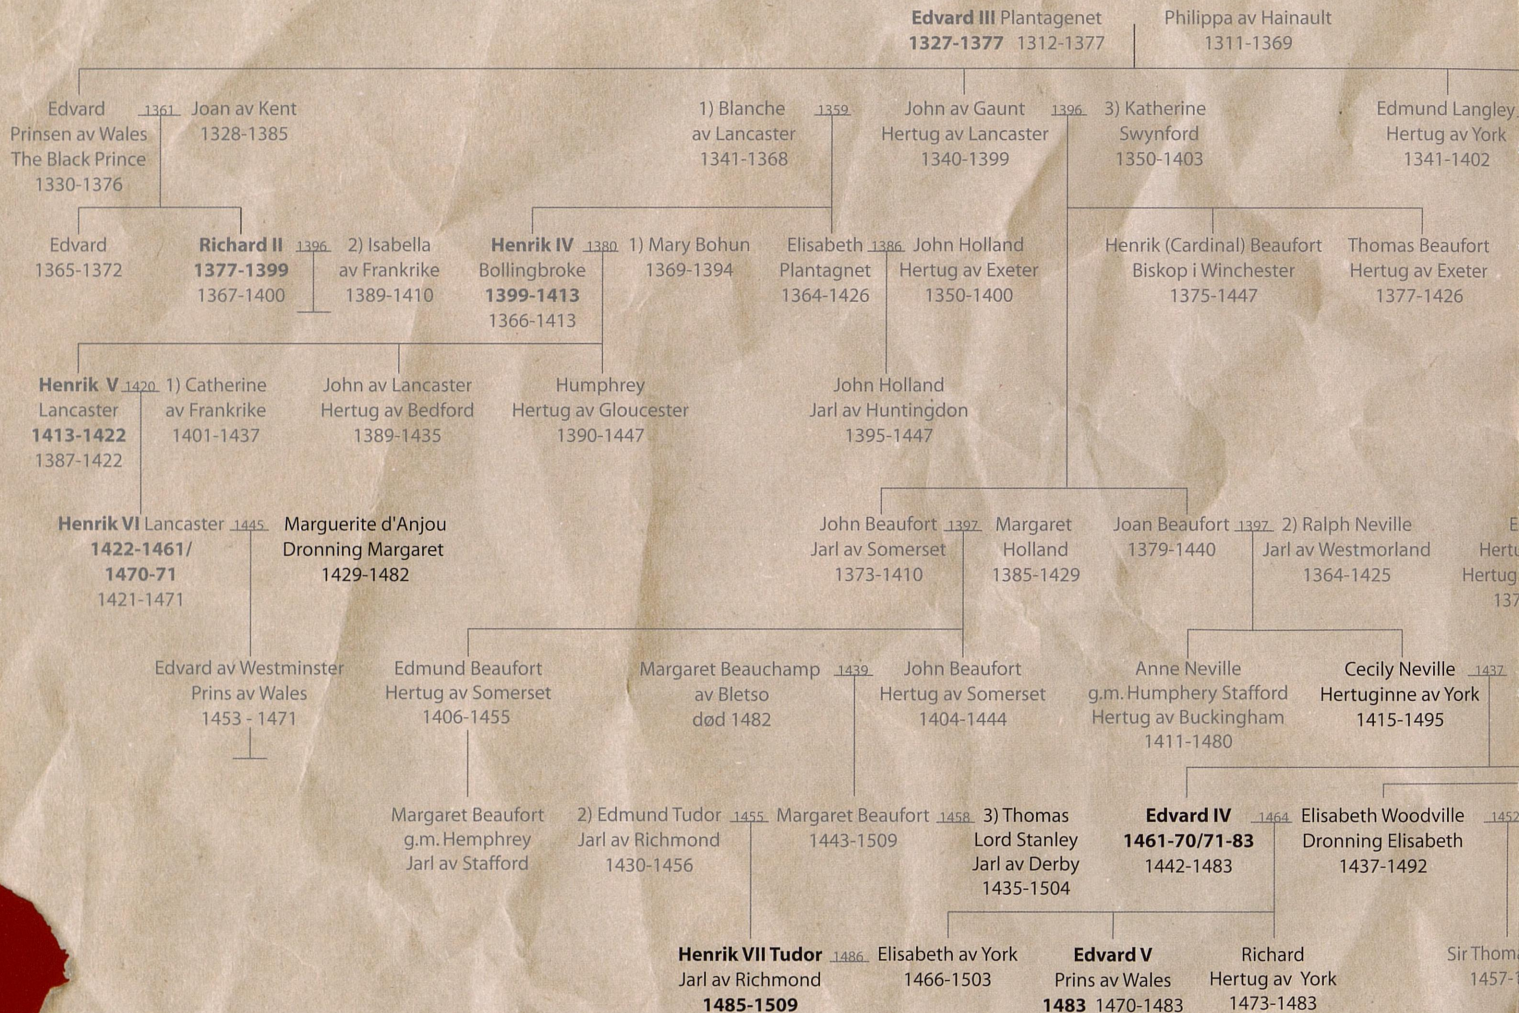 Edvard III Plantagenet
1327-1377 1312-1377
Philippa av Hainault
1311-1369
Edvard
Prinsen av Wales
The Black Prince
1330-1376
1361
Joan av Kent
1328-1385
1) Blanche
av Lancaster
1341-1368
1359
John av Gaunt
Hertug av Lancaster
1340-1399
1396
3) Katherine
Swynford
1350-1403
Edmund Langley
Hertug av York
1341-1402
Edvard
1365-1372
Richard II
1377-1399
1367-1400
1396
2) Isabella
av Frankrike
1389-1410
Henrik IV
Bollingbroke
1399-1413
1366-1413
1380
1) Mary Bohun
1369-1394
Elisabeth
Plantagnet
1364-1426
1386
John Holland
Hertug av Exeter
1350-1400
Henrik (Cardinal) Beaufort
Biskop i Winchester
1375-1447
Thomas Beaufort
Hertug av Exeter
1377-1426
Henrik V
Lancaster
1413-1422
1387-1422
1420
1) Catherine
av Frankrike
1401-1437
John av Lancaster
Hertug av Bedford
1389-1435
Humphrey
Hertug av Gloucester
1390-1447
John Holland
Jarl av Huntingdon
1395-1447
Henrik VI Lancaster
1422-1461/
1470-71
1421-1471
1445
Marguerite d'Anjou
Dronning Margaret
1429-1482
John Beaufort
Jarl av Somerset
1373-1410
1397
Margaret
Holland
1385-1429
Joan Beaufort
1379-1440
1397
2) Ralph Neville
Jarl av Westmorland
1364-1425
E
Hertu
Hertug
137
Edvard av Westminster
Prins av Wales
1453 - 1471
Edmund Beaufort
Hertug av Somerset
1406-1455
Margaret Beauchamp
av Bletso
død 1482
1439
John Beaufort
Hertug av Somerset
1404-1444
Anne Neville
g.m. Humphery Stafford
Hertug av Buckingham
1411-1480
Cecily Neville
Hertuginne av York
1415-1495
1437
Margaret Beaufort
g.m. Hemphrey
Jarl av Stafford
2) Edmund Tudor
Jarl av Richmond
1430-1456
1455
Margaret Beaufort
1443-1509
1458
3) Thomas
Lord Stanley
Jarl av Derby
1435-1504
Edvard IV
1461-70/71-83
1442-1483
1464
Elisabeth Woodville
Dronning Elisabeth
1437-1492
1452
Henrik VII Tudor
Jarl av Richmond
1485-1509
1486
Elisabeth av York
1466-1503
Edvard V
Prins av Wales
1483 1470-1483
Richard
Hertug av York
1473-1483
Sir Thoma
1457-1